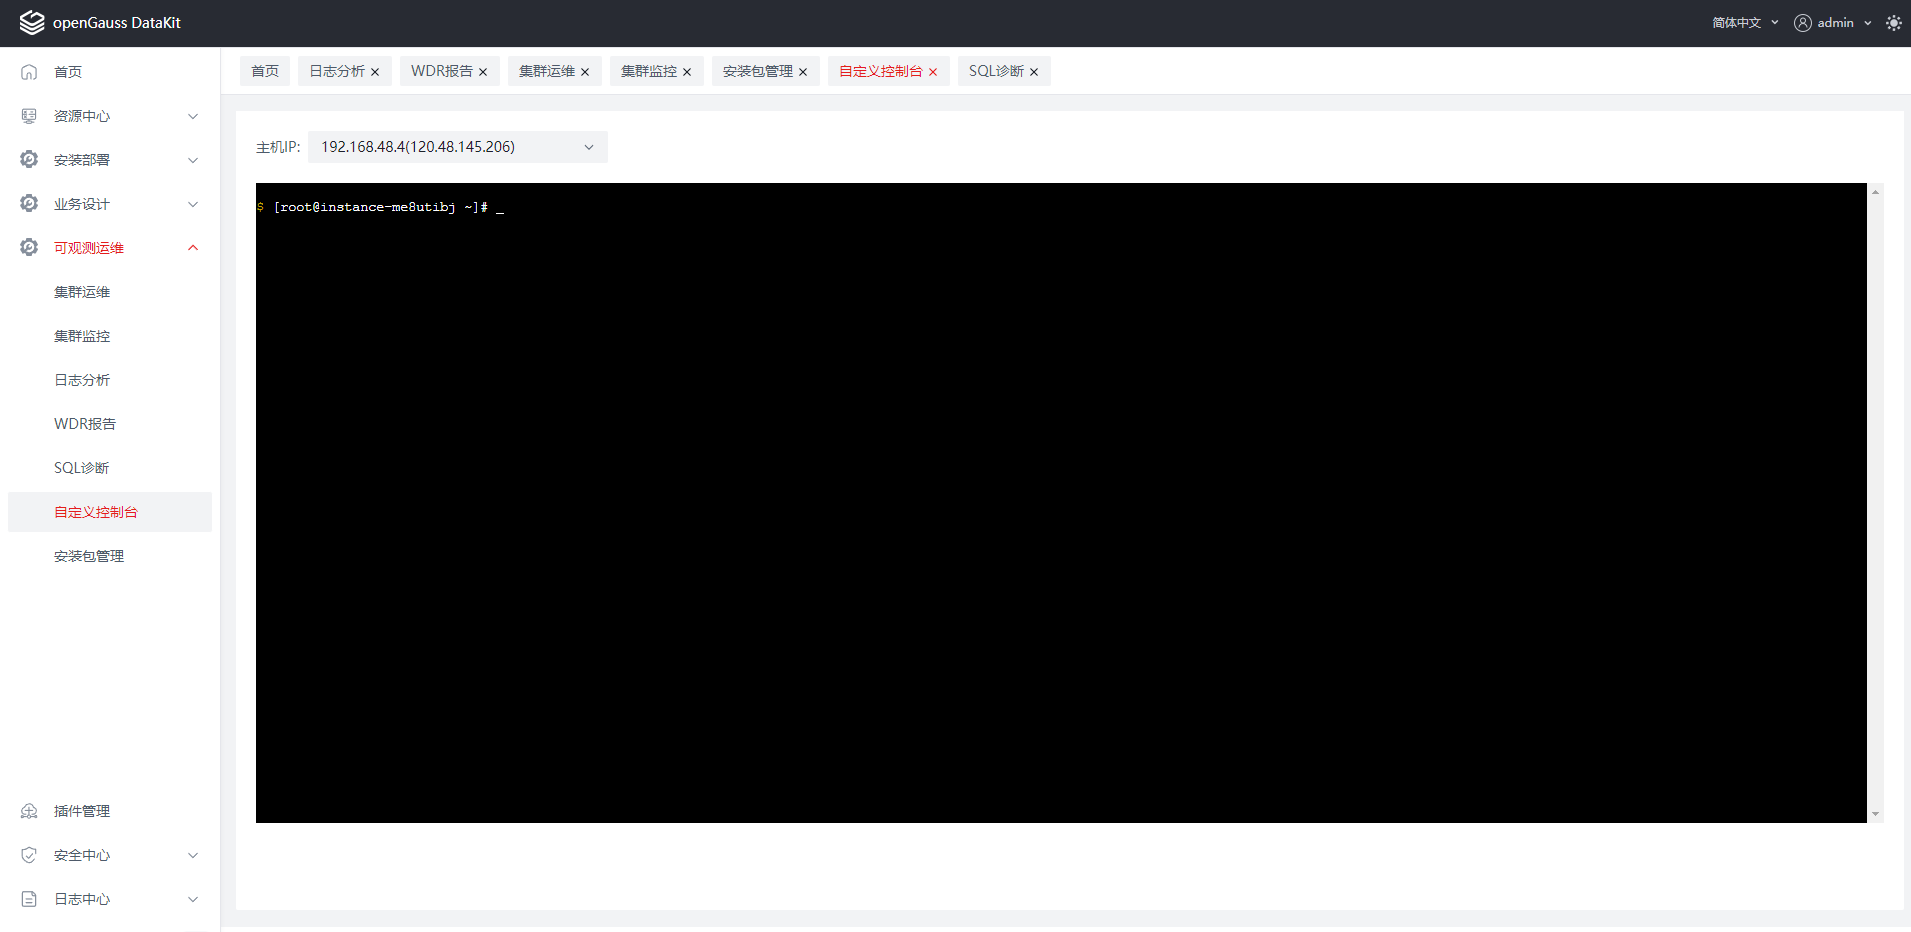 openGauss DataKit
简体中文
admin
首页
资源中心
安装部署
业务设计
可观测运维
集群运维
集群监控
日志分析
WDR报告
SQL诊断
自定义控制台
安装包管理
插件管理
安全中心
日志中心
首页 日志分析 WDR报告 集群运维 集群监控 安装包管理 自定义控制台 SQL诊断
主机IP: 192.168.48.4(120.48.145.206)
$ [root@instance-me8utibj ~]# _